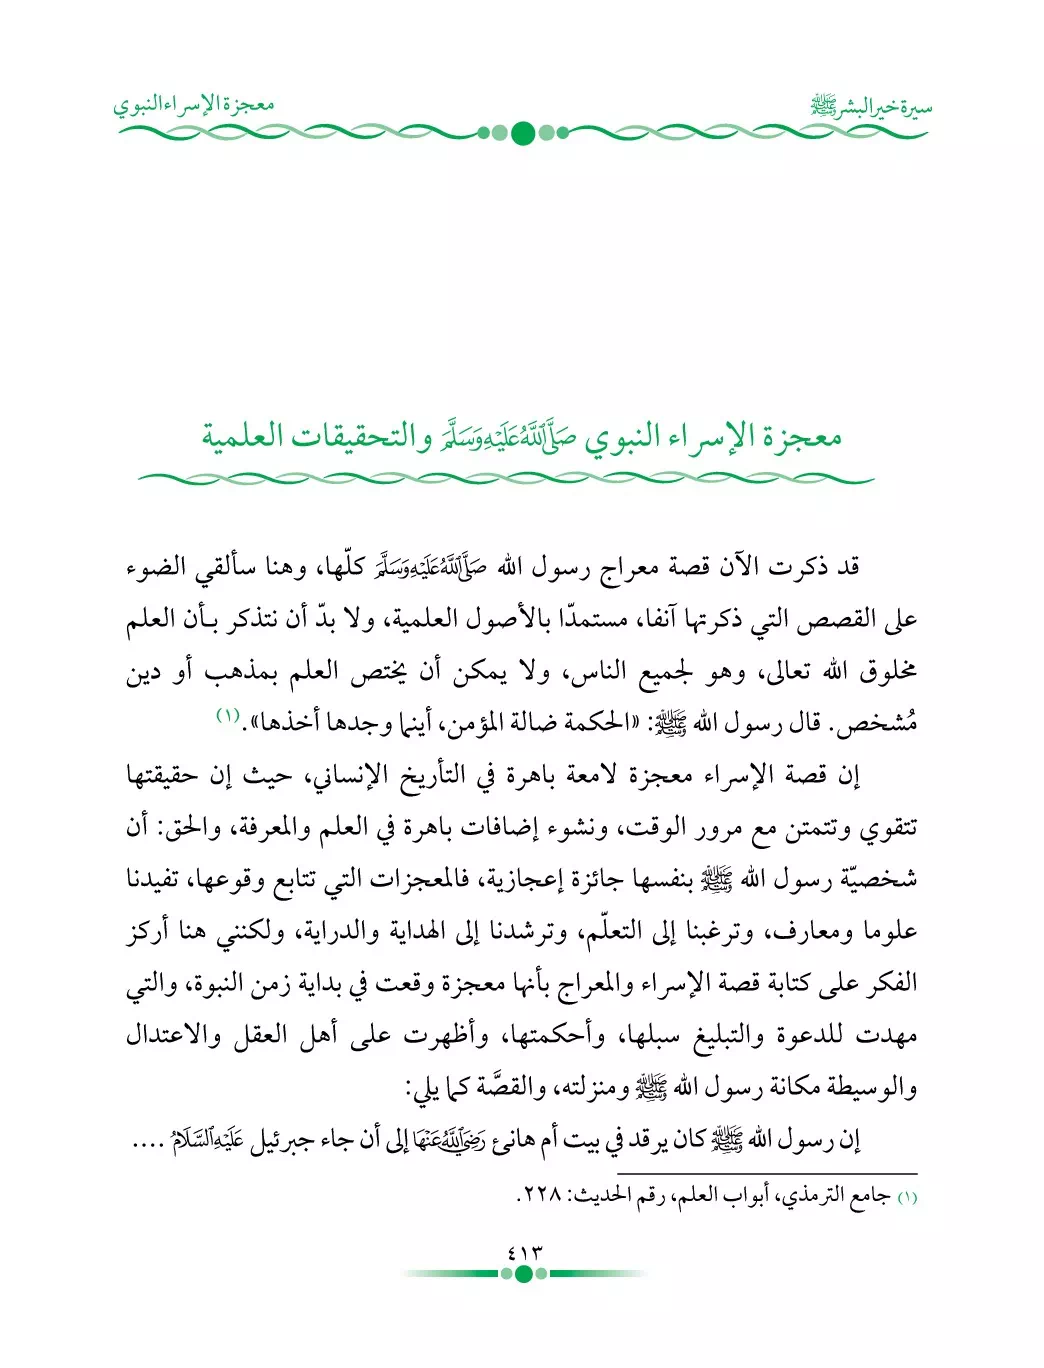 سيرة خير البشر ﷺ
معجزة الإسراء النبوي
معجزة الإسراء النبوي صَلَّى اللَّهُ عَلَيْهِ وَسَلَّمَ والتحقيقات العلمية
قد ذكرت الآن قصة معراج رسول الله صَلَّى اللَّهُ عَلَيْهِ وَسَلَّمَ كلّها، وهنا سألقي الضوء
على القصص التي ذكرتها آنفا، مستمدّا بالأصول العلمية، ولا بدّ أن نتذكر بأن العلم
مخلوق الله تعالى، وهو لجميع الناس، ولا يمكن أن يختص العلم بمذهب أو دين
مُشخص. قال رسول الله ﷺ: «الحكمة ضالة المؤمن، أينما وجدها أخذها».(١)
إن قصة الإسراء معجزة لامعة باهرة في التأريخ الإنساني، حيث إن حقيقتها
تتقوي وتتمتن مع مرور الوقت، ونشوء إضافات باهرة في العلم والمعرفة، والحق: أن
شخصيّة رسول الله ﷺ بنفسها جائزة إعجازية، فالمعجزات التي تتابع وقوعها، تفيدنا
علوما ومعارف، وترغبنا إلى التعلّم، وترشدنا إلى الهداية والدراية، ولكنني هنا أركز
الفكر على كتابة قصة الإسراء والمعراج بأنها معجزة وقعت في بداية زمن النبوة، والتي
مهدت للدعوة والتبليغ سبلها، وأحكمتها، وأظهرت على أهل العقل والاعتدال
والوسيطة مكانة رسول الله ﷺ ومنزلته، والقصَّة كما يلي:
إن رسول الله ﷺ كان يرقد في بيت أم هانئ رَضِيَ اللَّهُ عَنْهَا إلى أن جاء جبرئيل عَلَيْهِ السَّلَامُ ....
(١) جامع الترمذي، أبواب العلم، رقم الحديث: ٢٢٨.
٤١٣